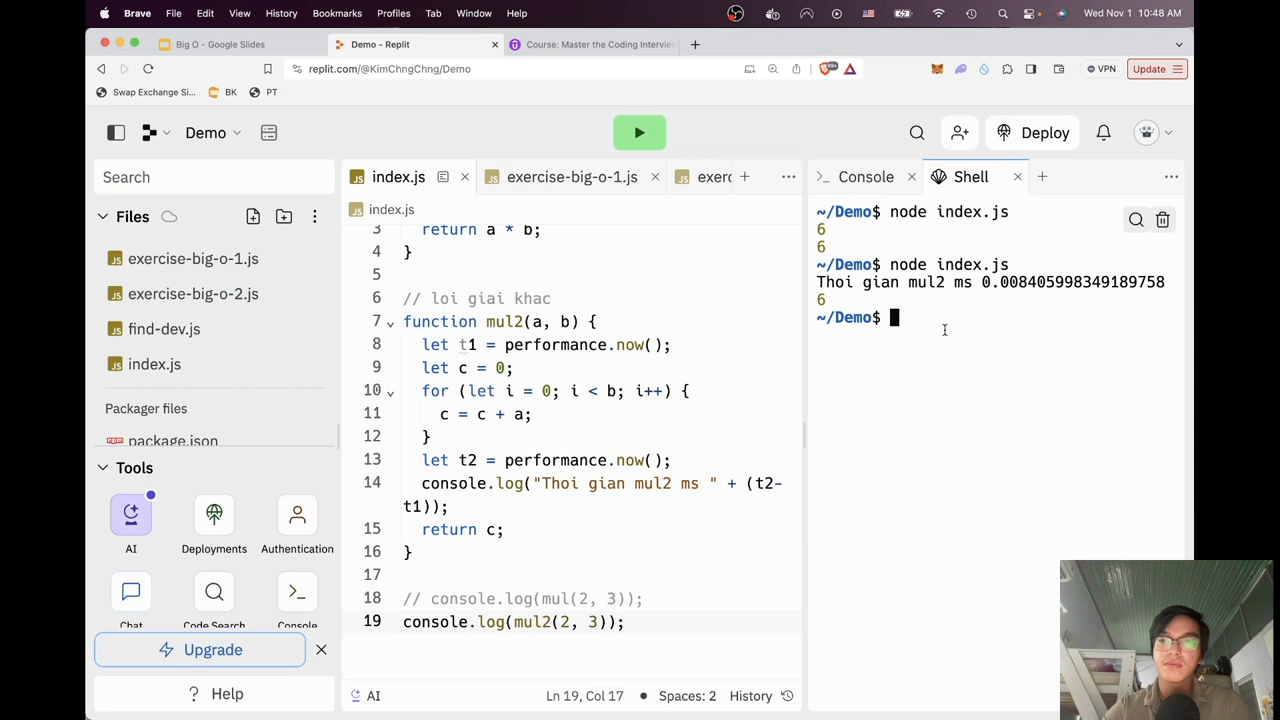 Brave File Edit View History Bookmarks Profiles Tab Window Help Wed Nov 1 10:48 AM
Big O - Google Slides Demo - Replit Course: Master the Coding Intervie
replit.com/@KimChngChng/Demo VPN Update
Swap Exchange Si... BK PT
Demo Deploy
Search index.js exercise-big-o-1.js exerc Console Shell
Files index.js
exercise-big-o-1.js
exercise-big-o-2.js
find-dev.js
index.js
Packager files
package.json
Tools
AI Deployments Authentication
Chat Code Search Console
Upgrade
Help
3 return a * b;
4 }
5
6 // loi giai khac
7 function mul2(a, b) {
8 let t1 = performance.now();
9 let c = 0;
10 for (let i = 0; i < b; i++) {
11 c = c + a;
12 }
13 let t2 = performance.now();
14 console.log("Thoi gian mul2 ms " + (t2-
t1));
15 return c;
16 }
17
18 // console.log(mul(2, 3));
19 console.log(mul2(2, 3));
AI Ln 19, Col 17 Spaces: 2 History
~/Demo$ node index.js
6
6
~/Demo$ node index.js
Thoi gian mul2 ms 0.008405998349189758
6
~/Demo$